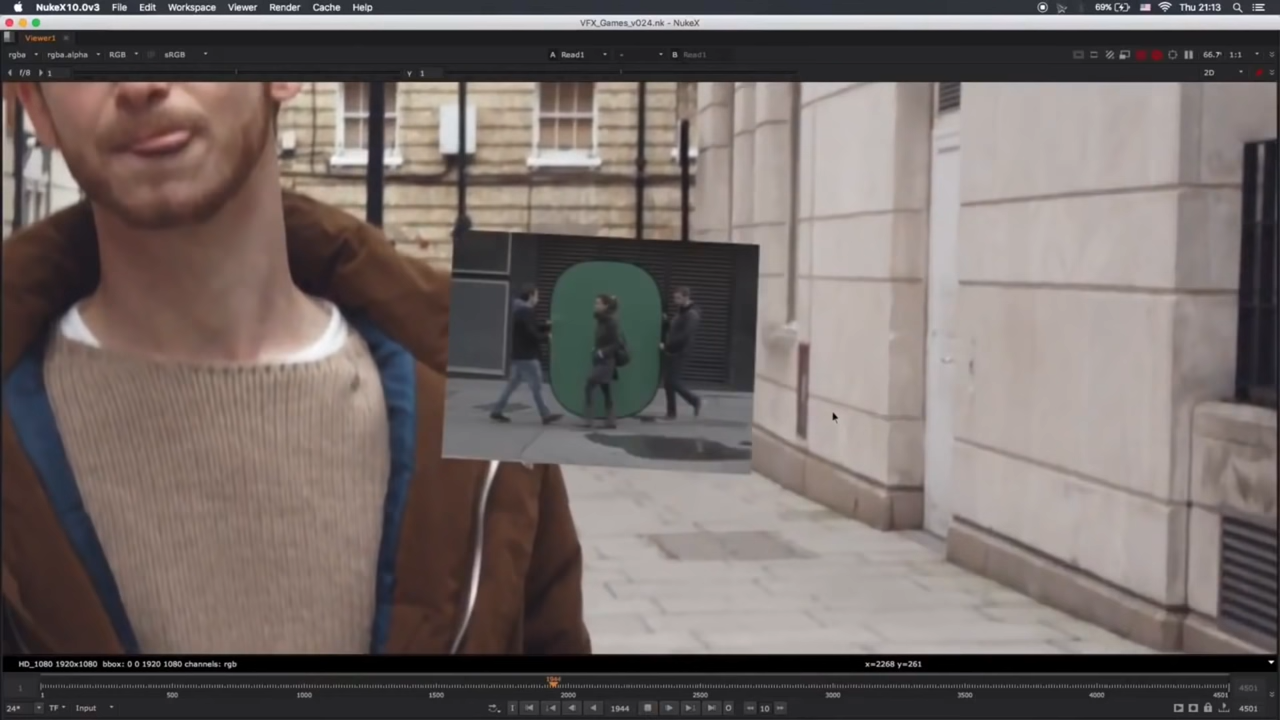 NukeX10.0v3 File Edit Workspace Viewer Render Cache Help 69% Thu 21:13
VFX_Games_v024.nk - NukeX
Viewer1
rgba rgba.alpha RGB sRGB A Read1 - B Read1 66.7 1:1
f/8 1 y 1 2D
HD_1080 1920x1080 bbox: 0 0 1920 1080 channels: rgb x=2268 y=261
1944
1 1 500 1000 1500 2000 2500 3000 3500 4000 4501 4501
24* TF Input 1944 10 4501